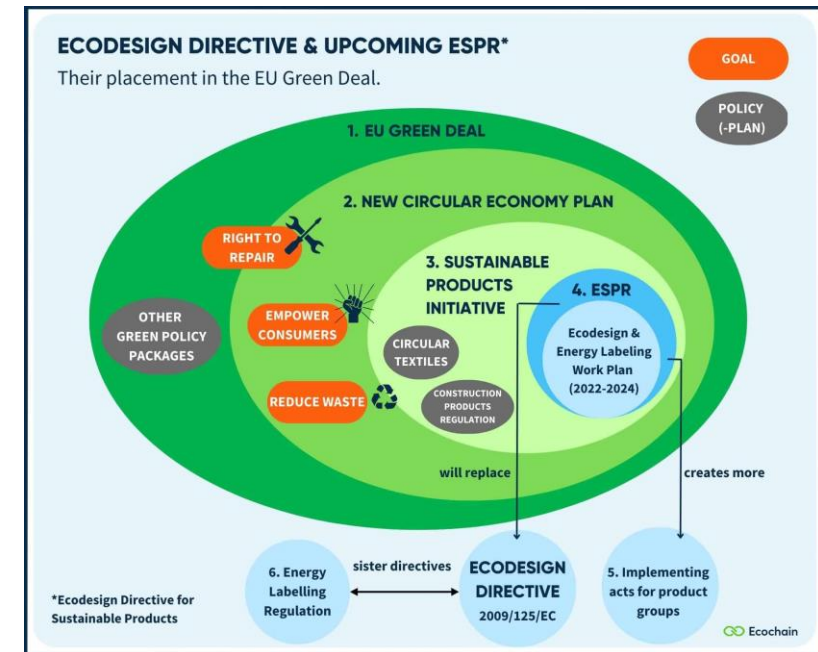 ECODESIGN DIRECTIVE & UPCOMING ESPR*
Their placement in the EU Green Deal.
GOAL
POLICY
(-PLAN)
1. EU GREEN DEAL
2. NEW CIRCULAR ECONOMY PLAN
RIGHT TO
REPAIR
3. SUSTAINABLE
PRODUCTS
INITIATIVE
4. ESPR
Ecodesign &
Energy Labeling
Work Plan
(2022-2024)
OTHER
GREEN POLICY
PACKAGES
EMPOWER
CONSUMERS
CIRCULAR
TEXTILES
REDUCE WASTE
CONSTRUCTION
PRODUCTS
REGULATION
will replace
creates more
6. Energy
Labelling
Regulation
sister directives
ECODESIGN
DIRECTIVE
2009/125/EC
5. Implementing
acts for product
groups
*Ecodesign Directive for
Sustainable Products
Ecochain